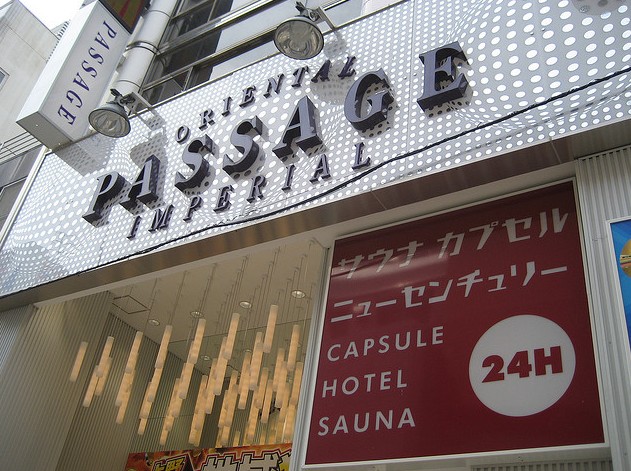 PASSAGE
ORIENTAL
PASSAGE
IMPERIAL
サウナ カプセル
ニューセンチュリー
CAPSULE
HOTEL
SAUNA
24H